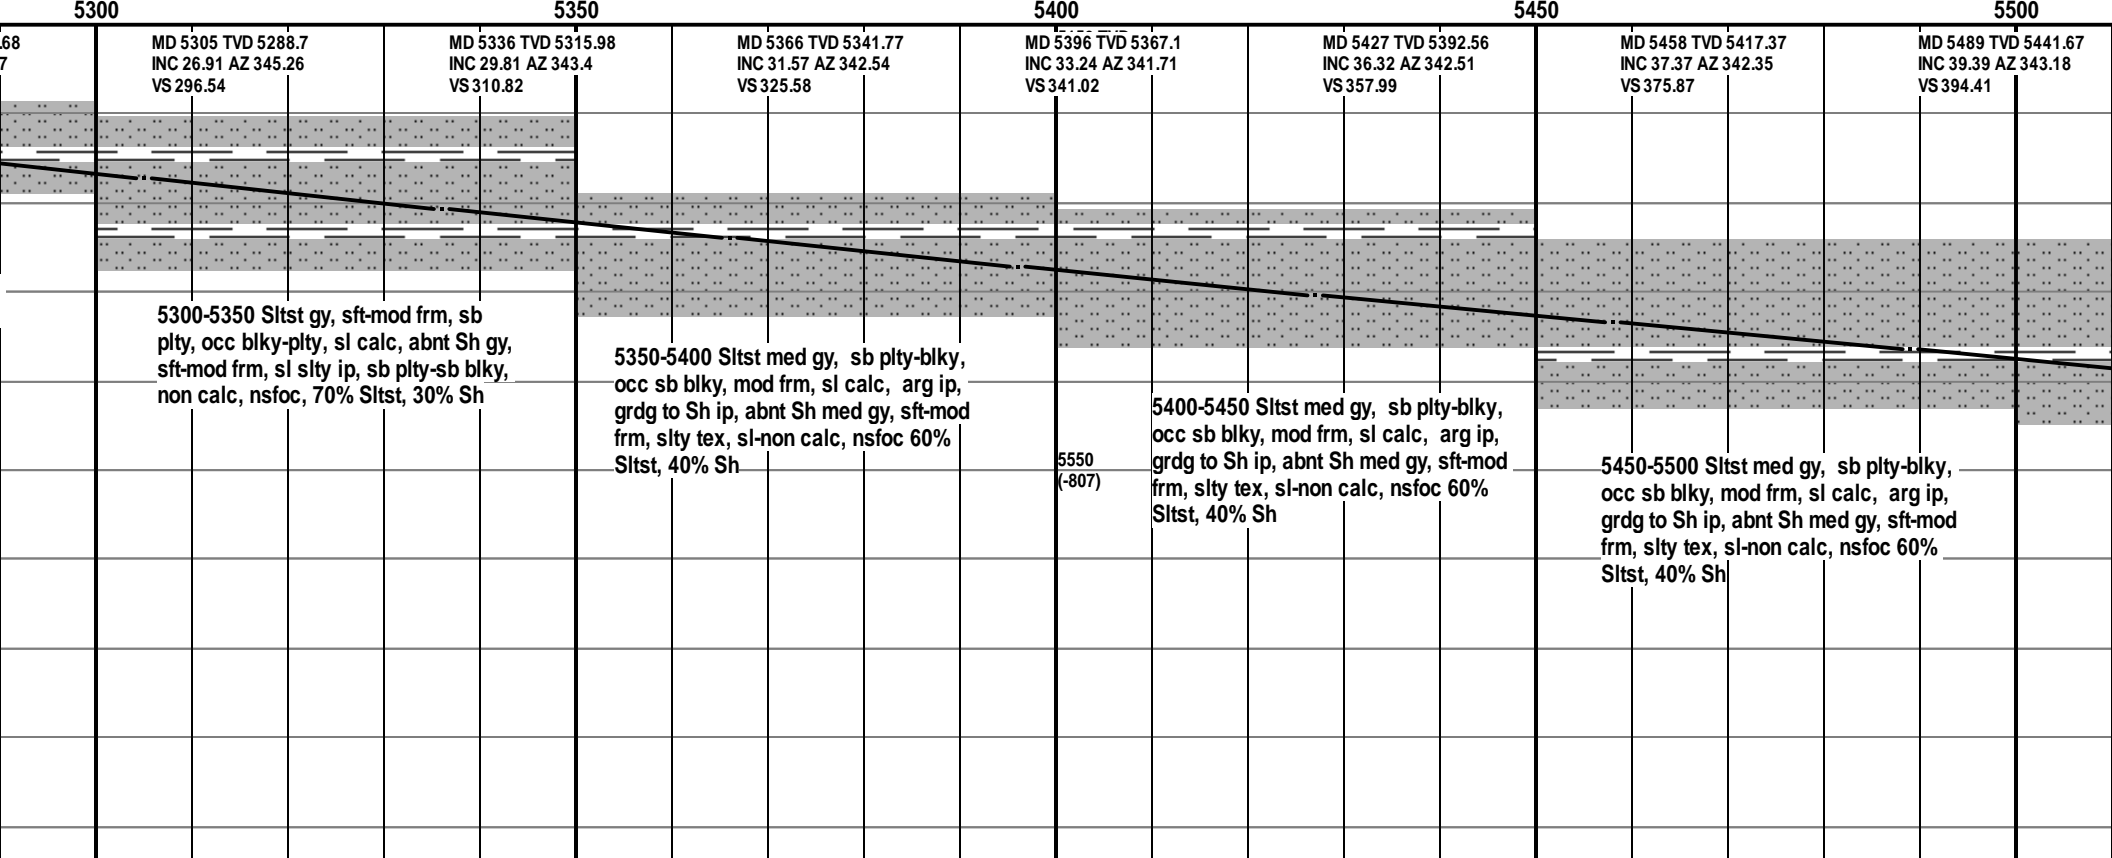 5300 5350 5400 5450 5500
.68
7
MD 5305 TVD 5288.7
INC 26.91 AZ 345.26
VS 296.54
MD 5336 TVD 5315.98
INC 29.81 AZ 343.4
VS 310.82
MD 5366 TVD 5341.77
INC 31.57 AZ 342.54
VS 325.58
MD 5396 TVD 5367.1
INC 33.24 AZ 341.71
VS 341.02
MD 5427 TVD 5392.56
INC 36.32 AZ 342.51
VS 357.99
MD 5458 TVD 5417.37
INC 37.37 AZ 342.35
VS 375.87
MD 5489 TVD 5441.67
INC 39.39 AZ 343.18
VS 394.41
5300-5350 Sltst gy, sft-mod frm, sb
plty, occ blky-plty, sl calc, abnt Sh gy,
sft-mod frm, sl slty ip, sb plty-sb blky,
non calc, nsfoc, 70% Sltst, 30% Sh
5350-5400 Sltst med gy, sb plty-blky,
occ sb blky, mod frm, sl calc, arg ip,
grdg to Sh ip, abnt Sh med gy, sft-mod
frm, slty tex, sl-non calc, nsfoc 60%
Sltst, 40% Sh
5550
(-807)
5400-5450 Sltst med gy, sb plty-blky,
occ sb blky, mod frm, sl calc, arg ip,
grdg to Sh ip, abnt Sh med gy, sft-mod
frm, slty tex, sl-non calc, nsfoc 60%
Sltst, 40% Sh
5450-5500 Sltst med gy, sb plty-blky,
occ sb blky, mod frm, sl calc, arg ip,
grdg to Sh ip, abnt Sh med gy, sft-mod
frm, slty tex, sl-non calc, nsfoc 60%
Sltst, 40% Sh